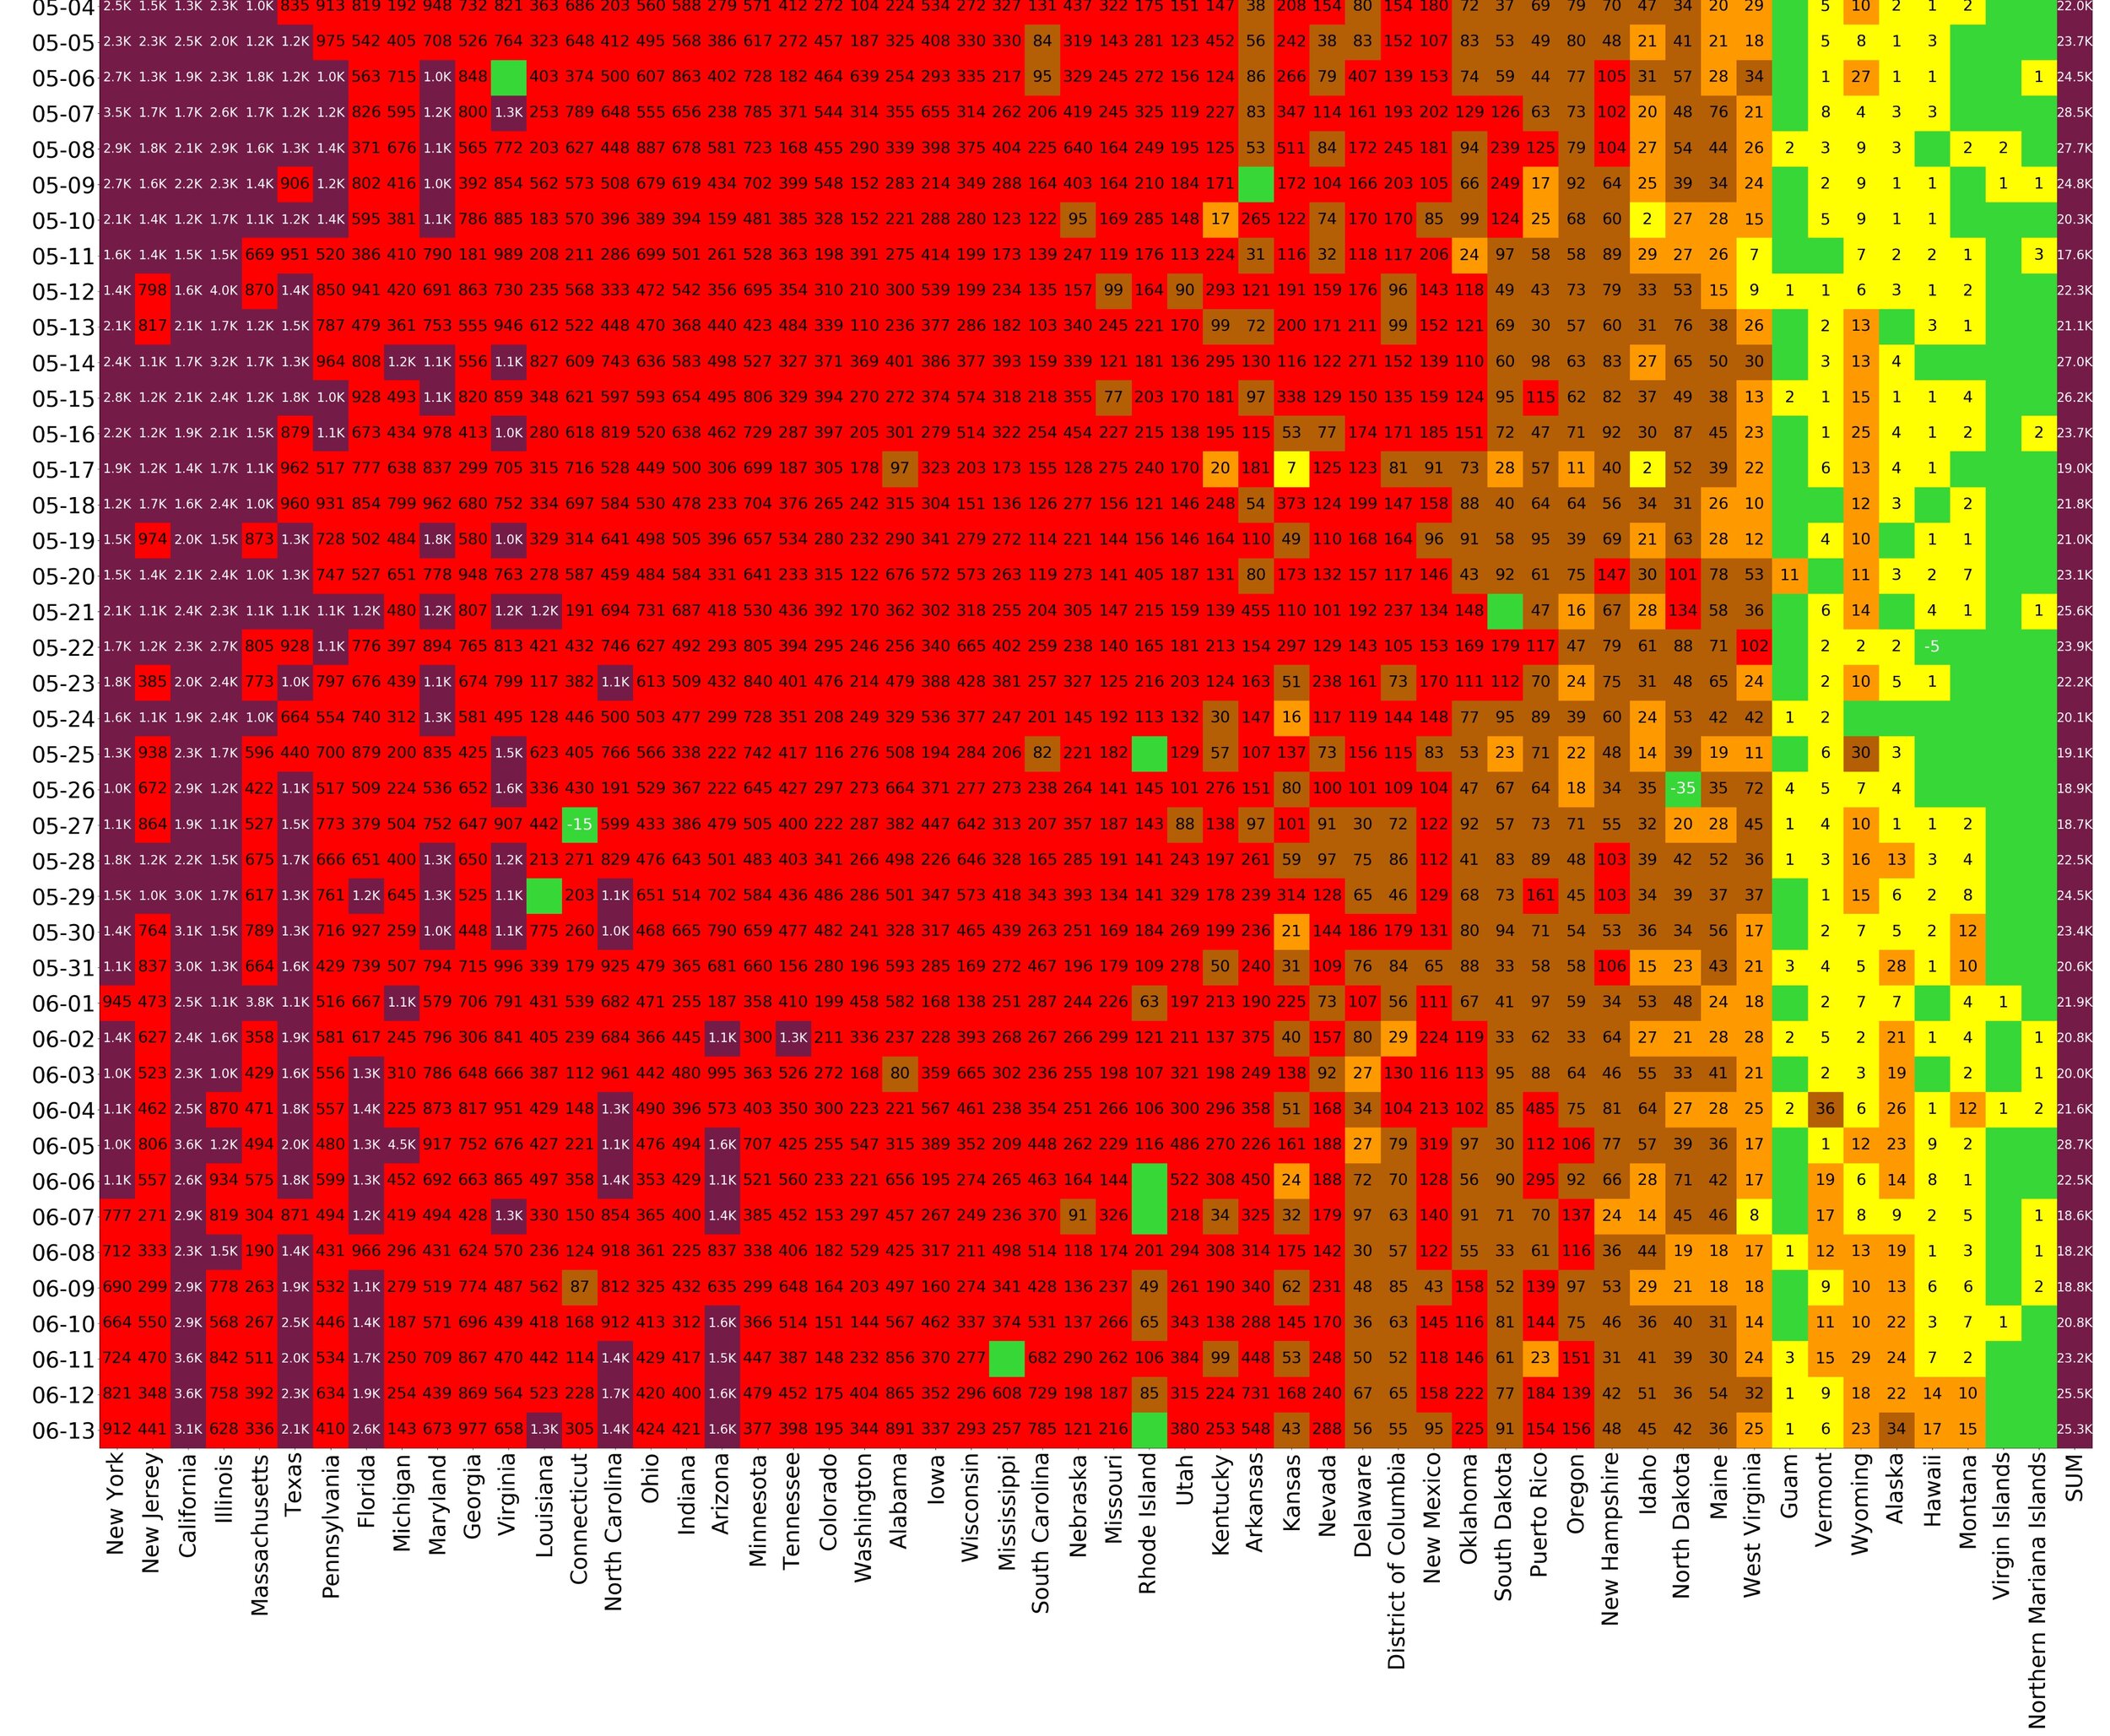 05-04 2.5K 1.5K 1.3K 2.3K 1.0K 835 913 819 192 948 732 821 363 686 203 560 588 279 571 412 272 104 224 534 272 327 131 437 322 175 151 147 38 208 154 80 154 180 72 37 69 79 70 47 34 20 29 5 10 2 1 2 22.0K
05-05 2.3K 2.3K 2.5K 2.0K 1.2K 1.2K 975 542 405 708 526 764 323 648 412 495 568 386 617 272 457 187 325 408 330 330 84 319 143 281 123 452 56 242 38 83 152 107 83 53 49 80 48 21 41 21 18 5 8 1 3 23.7K
05-06 2.7K 1.3K 1.9K 2.3K 1.8K 1.2K 1.0K 563 715 1.0K 848 403 374 500 607 863 402 728 182 464 639 254 293 335 217 95 329 245 272 156 124 86 266 79 407 139 153 74 59 44 77 105 31 57 28 34 1 27 1 1 1 24.5K
05-07 3.5K 1.7K 1.7K 2.6K 1.7K 1.2K 1.2K 826 595 1.2K 800 1.3K 253 789 648 555 656 238 785 371 544 314 355 655 314 262 206 419 245 325 119 227 83 347 114 161 193 202 129 126 63 73 102 20 48 76 21 8 4 3 3 28.5K
05-08 2.9K 1.8K 2.1K 2.9K 1.6K 1.3K 1.4K 371 676 1.1K 565 772 203 627 448 887 678 581 723 168 455 290 339 398 375 404 225 640 164 249 195 125 53 511 84 172 245 181 94 239 125 79 104 27 54 44 26 2 3 9 3 2 2 27.7K
05-09 2.7K 1.6K 2.2K 2.3K 1.4K 906 1.2K 802 416 1.0K 392 854 562 573 508 679 619 434 702 399 548 152 283 214 349 288 164 403 164 210 184 171 172 104 166 203 105 66 249 17 92 64 25 39 34 24 2 9 1 1 1 1 24.8K
05-10 2.1K 1.4K 1.2K 1.7K 1.1K 1.2K 1.4K 595 381 1.1K 786 885 183 570 396 389 394 159 481 385 328 152 221 288 280 123 122 95 169 285 148 17 265 122 74 170 170 85 99 124 25 68 60 2 27 28 15 5 9 1 1 20.3K
05-11 1.6K 1.4K 1.5K 1.5K 669 951 520 386 410 790 181 989 208 211 286 699 501 261 528 363 198 391 275 414 199 173 139 247 119 176 113 224 31 116 32 118 117 206 24 97 58 58 89 29 27 26 7 7 2 2 1 3 17.6K
05-12 1.4K 798 1.6K 4.0K 870 1.4K 850 941 420 691 863 730 235 568 333 472 542 356 695 354 310 210 300 539 199 234 135 157 99 164 90 293 121 191 159 176 96 143 118 49 43 73 79 33 53 15 9 1 1 6 3 1 2 22.3K
05-13 2.1K 817 2.1K 1.7K 1.2K 1.5K 787 479 361 753 555 946 612 522 448 470 368 440 423 484 339 110 236 377 286 182 103 340 245 221 170 99 72 200 171 211 99 152 121 69 30 57 60 31 76 38 26 2 13 3 1 21.1K
05-14 2.4K 1.1K 1.7K 3.2K 1.7K 1.3K 964 808 1.2K 1.1K 556 1.1K 827 609 743 636 583 498 527 327 371 369 401 386 377 393 159 339 121 181 136 295 130 116 122 271 152 139 110 60 98 63 83 27 65 50 30 3 13 4 27.0K
05-15 2.8K 1.2K 2.1K 2.4K 1.2K 1.8K 1.0K 928 493 1.1K 820 859 348 621 597 593 654 495 806 329 394 270 272 374 574 318 218 355 77 203 170 181 97 338 129 150 135 159 124 95 115 62 82 37 49 38 13 2 1 15 1 1 4 26.2K
05-16 2.2K 1.2K 1.9K 2.1K 1.5K 879 1.1K 673 434 978 413 1.0K 280 618 819 520 638 462 729 287 397 205 301 279 514 322 254 454 227 215 138 195 115 53 77 174 171 185 151 72 47 71 92 30 87 45 23 1 25 4 1 2 2 23.7K
05-17 1.9K 1.2K 1.4K 1.7K 1.1K 962 517 777 638 837 299 705 315 716 528 449 500 306 699 187 305 178 97 323 203 173 155 128 275 240 170 20 181 7 125 123 81 91 73 28 57 11 40 2 52 39 22 6 13 4 1 19.0K
05-18 1.2K 1.7K 1.6K 2.4K 1.0K 960 931 854 799 962 680 752 334 697 584 530 478 233 704 376 265 242 315 304 151 136 126 277 156 121 146 248 54 373 124 199 147 158 88 40 64 64 56 34 31 26 10 12 3 2 21.8K
05-19 1.5K 974 2.0K 1.5K 873 1.3K 728 502 484 1.8K 580 1.0K 329 314 641 498 505 396 657 534 280 232 290 341 279 272 114 221 144 156 146 164 110 49 110 168 164 96 91 58 95 39 69 21 63 28 12 4 10 1 1 21.0K
05-20 1.5K 1.4K 2.1K 2.4K 1.0K 1.3K 747 527 651 778 948 763 278 587 459 484 584 331 641 233 315 122 676 572 573 263 119 273 141 405 187 131 80 173 132 157 117 146 43 92 61 75 147 30 101 78 53 11 11 3 2 7 23.1K
05-21 2.1K 1.1K 2.4K 2.3K 1.1K 1.1K 1.1K 1.2K 480 1.2K 807 1.2K 1.2K 191 694 731 687 418 530 436 392 170 362 302 318 255 204 305 147 215 159 139 455 110 101 192 237 134 148 47 16 67 28 134 58 36 6 14 4 1 1 25.6K
05-22 1.7K 1.2K 2.3K 2.7K 805 928 1.1K 776 397 894 765 813 421 432 746 627 492 293 805 394 295 246 256 340 665 402 259 238 140 165 181 213 154 297 129 143 105 153 169 179 117 47 79 61 88 71 102 2 2 2 -5 23.9K
05-23 1.8K 385 2.0K 2.4K 773 1.0K 797 676 439 1.1K 674 799 117 382 1.1K 613 509 432 840 401 476 214 479 388 428 381 257 327 125 216 203 124 163 51 238 161 73 170 111 112 70 24 75 31 48 65 24 2 10 5 1 22.2K
05-24 1.6K 1.1K 1.9K 2.4K 1.0K 664 554 740 312 1.3K 581 495 128 446 500 503 477 299 728 351 208 249 329 536 377 247 201 145 192 113 132 30 147 16 117 119 144 148 77 95 89 39 60 24 53 42 42 1 2 20.1K
05-25 1.3K 938 2.3K 1.7K 596 440 700 879 200 835 425 1.5K 623 405 766 566 338 222 742 417 116 276 508 194 284 206 82 221 182 129 57 107 137 73 156 115 83 53 23 71 22 48 14 39 19 11 6 30 3 19.1K
05-26 1.0K 672 2.9K 1.2K 422 1.1K 517 509 224 536 652 1.6K 336 430 191 529 367 222 645 427 297 273 664 371 277 273 238 264 141 145 101 276 151 80 100 101 109 104 47 67 64 18 34 35 -35 35 72 4 5 7 4 18.9K
05-27 1.1K 864 1.9K 1.1K 527 1.5K 773 379 504 752 647 907 442 -15 599 433 386 479 505 400 222 287 382 447 642 313 207 357 187 143 88 138 97 101 91 30 72 122 92 57 73 71 55 32 20 28 45 1 4 10 1 1 2 18.7K
05-28 1.8K 1.2K 2.2K 1.5K 675 1.7K 666 651 400 1.3K 650 1.2K 213 271 829 476 643 501 483 403 341 266 498 226 646 328 165 285 191 141 243 197 261 59 97 75 86 112 41 83 89 48 103 39 42 52 36 1 3 16 13 3 4 22.5K
05-29 1.5K 1.0K 3.0K 1.7K 617 1.3K 761 1.2K 645 1.3K 525 1.1K 203 1.1K 651 514 702 584 436 486 286 501 347 573 418 343 393 134 141 329 178 239 314 128 65 46 129 68 73 161 45 103 34 39 37 37 1 15 6 2 8 24.5K
05-30 1.4K 764 3.1K 1.5K 789 1.3K 716 927 259 1.0K 448 1.1K 775 260 1.0K 468 665 790 659 477 482 241 328 317 465 439 263 251 169 184 269 199 236 21 144 186 179 131 80 94 71 54 53 36 34 56 17 2 7 5 2 12 23.4K
05-31 1.1K 837 3.0K 1.3K 664 1.6K 429 739 507 794 715 996 339 179 925 479 365 681 660 156 280 196 593 285 169 272 467 196 179 109 278 50 240 31 109 76 84 65 88 33 58 58 106 15 23 43 21 3 4 5 28 1 10 20.6K
06-01 945 473 2.5K 1.1K 3.8K 1.1K 516 667 1.1K 579 706 791 431 539 682 471 255 187 358 410 199 458 582 168 138 251 287 244 226 63 197 213 190 225 73 107 56 111 67 41 97 59 34 53 48 24 18 2 7 7 4 1 21.9K
06-02 1.4K 627 2.4K 1.6K 358 1.9K 581 617 245 796 306 841 405 239 684 366 445 1.1K 300 1.3K 211 336 237 228 393 268 267 266 299 121 211 137 375 40 157 80 29 224 119 33 62 33 64 27 21 28 28 2 5 2 21 1 4 1 20.8K
06-03 1.0K 523 2.3K 1.0K 429 1.6K 556 1.3K 310 786 648 666 387 112 961 442 480 995 363 526 272 168 80 359 665 302 236 255 198 107 321 198 249 138 92 27 130 116 113 95 88 64 46 55 33 41 21 2 3 19 2 1 20.0K
06-04 1.1K 462 2.5K 870 471 1.8K 557 1.4K 225 873 817 951 429 148 1.3K 490 396 573 403 350 300 223 221 567 461 238 354 251 266 106 300 296 358 51 168 34 104 213 102 85 485 75 81 64 27 28 25 2 36 6 26 1 12 1 2 21.6K
06-05 1.0K 806 3.6K 1.2K 494 2.0K 480 1.3K 4.5K 917 752 676 427 221 1.1K 476 494 1.6K 707 425 255 547 315 389 352 209 448 262 229 116 486 270 226 161 188 27 79 319 97 30 112 106 77 57 39 36 17 1 12 23 9 2 28.7K
06-06 1.1K 557 2.6K 934 575 1.8K 599 1.3K 452 692 663 865 497 358 1.4K 353 429 1.1K 521 560 233 221 656 195 274 265 463 164 144 522 308 450 24 188 72 70 128 56 90 295 92 66 28 71 42 17 19 6 14 8 1 22.5K
06-07 777 271 2.9K 819 304 871 494 1.2K 419 494 428 1.3K 330 150 854 365 400 1.4K 385 452 153 297 457 267 249 236 370 91 326 218 34 325 32 179 97 63 140 91 71 70 137 24 14 45 46 8 17 8 9 2 5 1 18.6K
06-08 712 333 2.3K 1.5K 190 1.4K 431 966 296 431 624 570 236 124 918 361 225 837 338 406 182 529 425 317 211 498 514 118 174 201 294 308 314 175 142 30 57 122 55 33 61 116 36 44 19 18 17 1 12 13 19 1 3 1 18.2K
06-09 690 299 2.9K 778 263 1.9K 532 1.1K 279 519 774 487 562 87 812 325 432 635 299 648 164 203 497 160 274 341 428 136 237 49 261 190 340 62 231 48 85 43 158 52 139 97 53 29 21 18 18 9 10 13 6 6 2 18.8K
06-10 664 550 2.9K 568 267 2.5K 446 1.4K 187 571 696 439 418 168 912 413 312 1.6K 366 514 151 144 567 462 337 374 531 137 266 65 343 138 288 145 170 36 63 145 116 81 144 75 46 36 40 31 14 11 10 22 3 7 1 20.8K
06-11 724 470 3.6K 842 511 2.0K 534 1.7K 250 709 867 470 442 114 1.4K 429 417 1.5K 447 387 148 232 856 370 277 682 290 262 106 384 99 448 53 248 50 52 118 146 61 23 151 31 41 39 30 24 3 15 29 24 7 2 23.2K
06-12 821 348 3.6K 758 392 2.3K 634 1.9K 254 439 869 564 523 228 1.7K 420 400 1.6K 479 452 175 404 865 352 296 608 729 198 187 85 315 224 731 168 240 67 65 158 222 77 184 139 42 51 36 54 32 1 9 18 22 14 10 25.5K
06-13 912 441 3.1K 628 336 2.1K 410 2.6K 143 673 977 658 1.3K 305 1.4K 424 421 1.6K 377 398 195 344 891 337 293 257 785 121 216 380 253 548 43 288 56 55 95 225 91 154 156 48 45 42 36 25 1 6 23 34 17 15 25.3K
New York
New Jersey
California
Illinois
Massachusetts
Texas
Pennsylvania
Florida
Michigan
Maryland
Georgia
Virginia
Louisiana
Connecticut
North Carolina
Ohio
Indiana
Arizona
Minnesota
Tennessee
Colorado
Washington
Alabama
Iowa
Wisconsin
Mississippi
South Carolina
Nebraska
Missouri
Rhode Island
Utah
Kentucky
Arkansas
Kansas
Nevada
Delaware
District of Columbia
New Mexico
Oklahoma
South Dakota
Puerto Rico
Oregon
New Hampshire
Idaho
North Dakota
Maine
West Virginia
Guam
Vermont
Wyoming
Alaska
Hawaii
Montana
Virgin Islands
Northern Mariana Islands
SUM